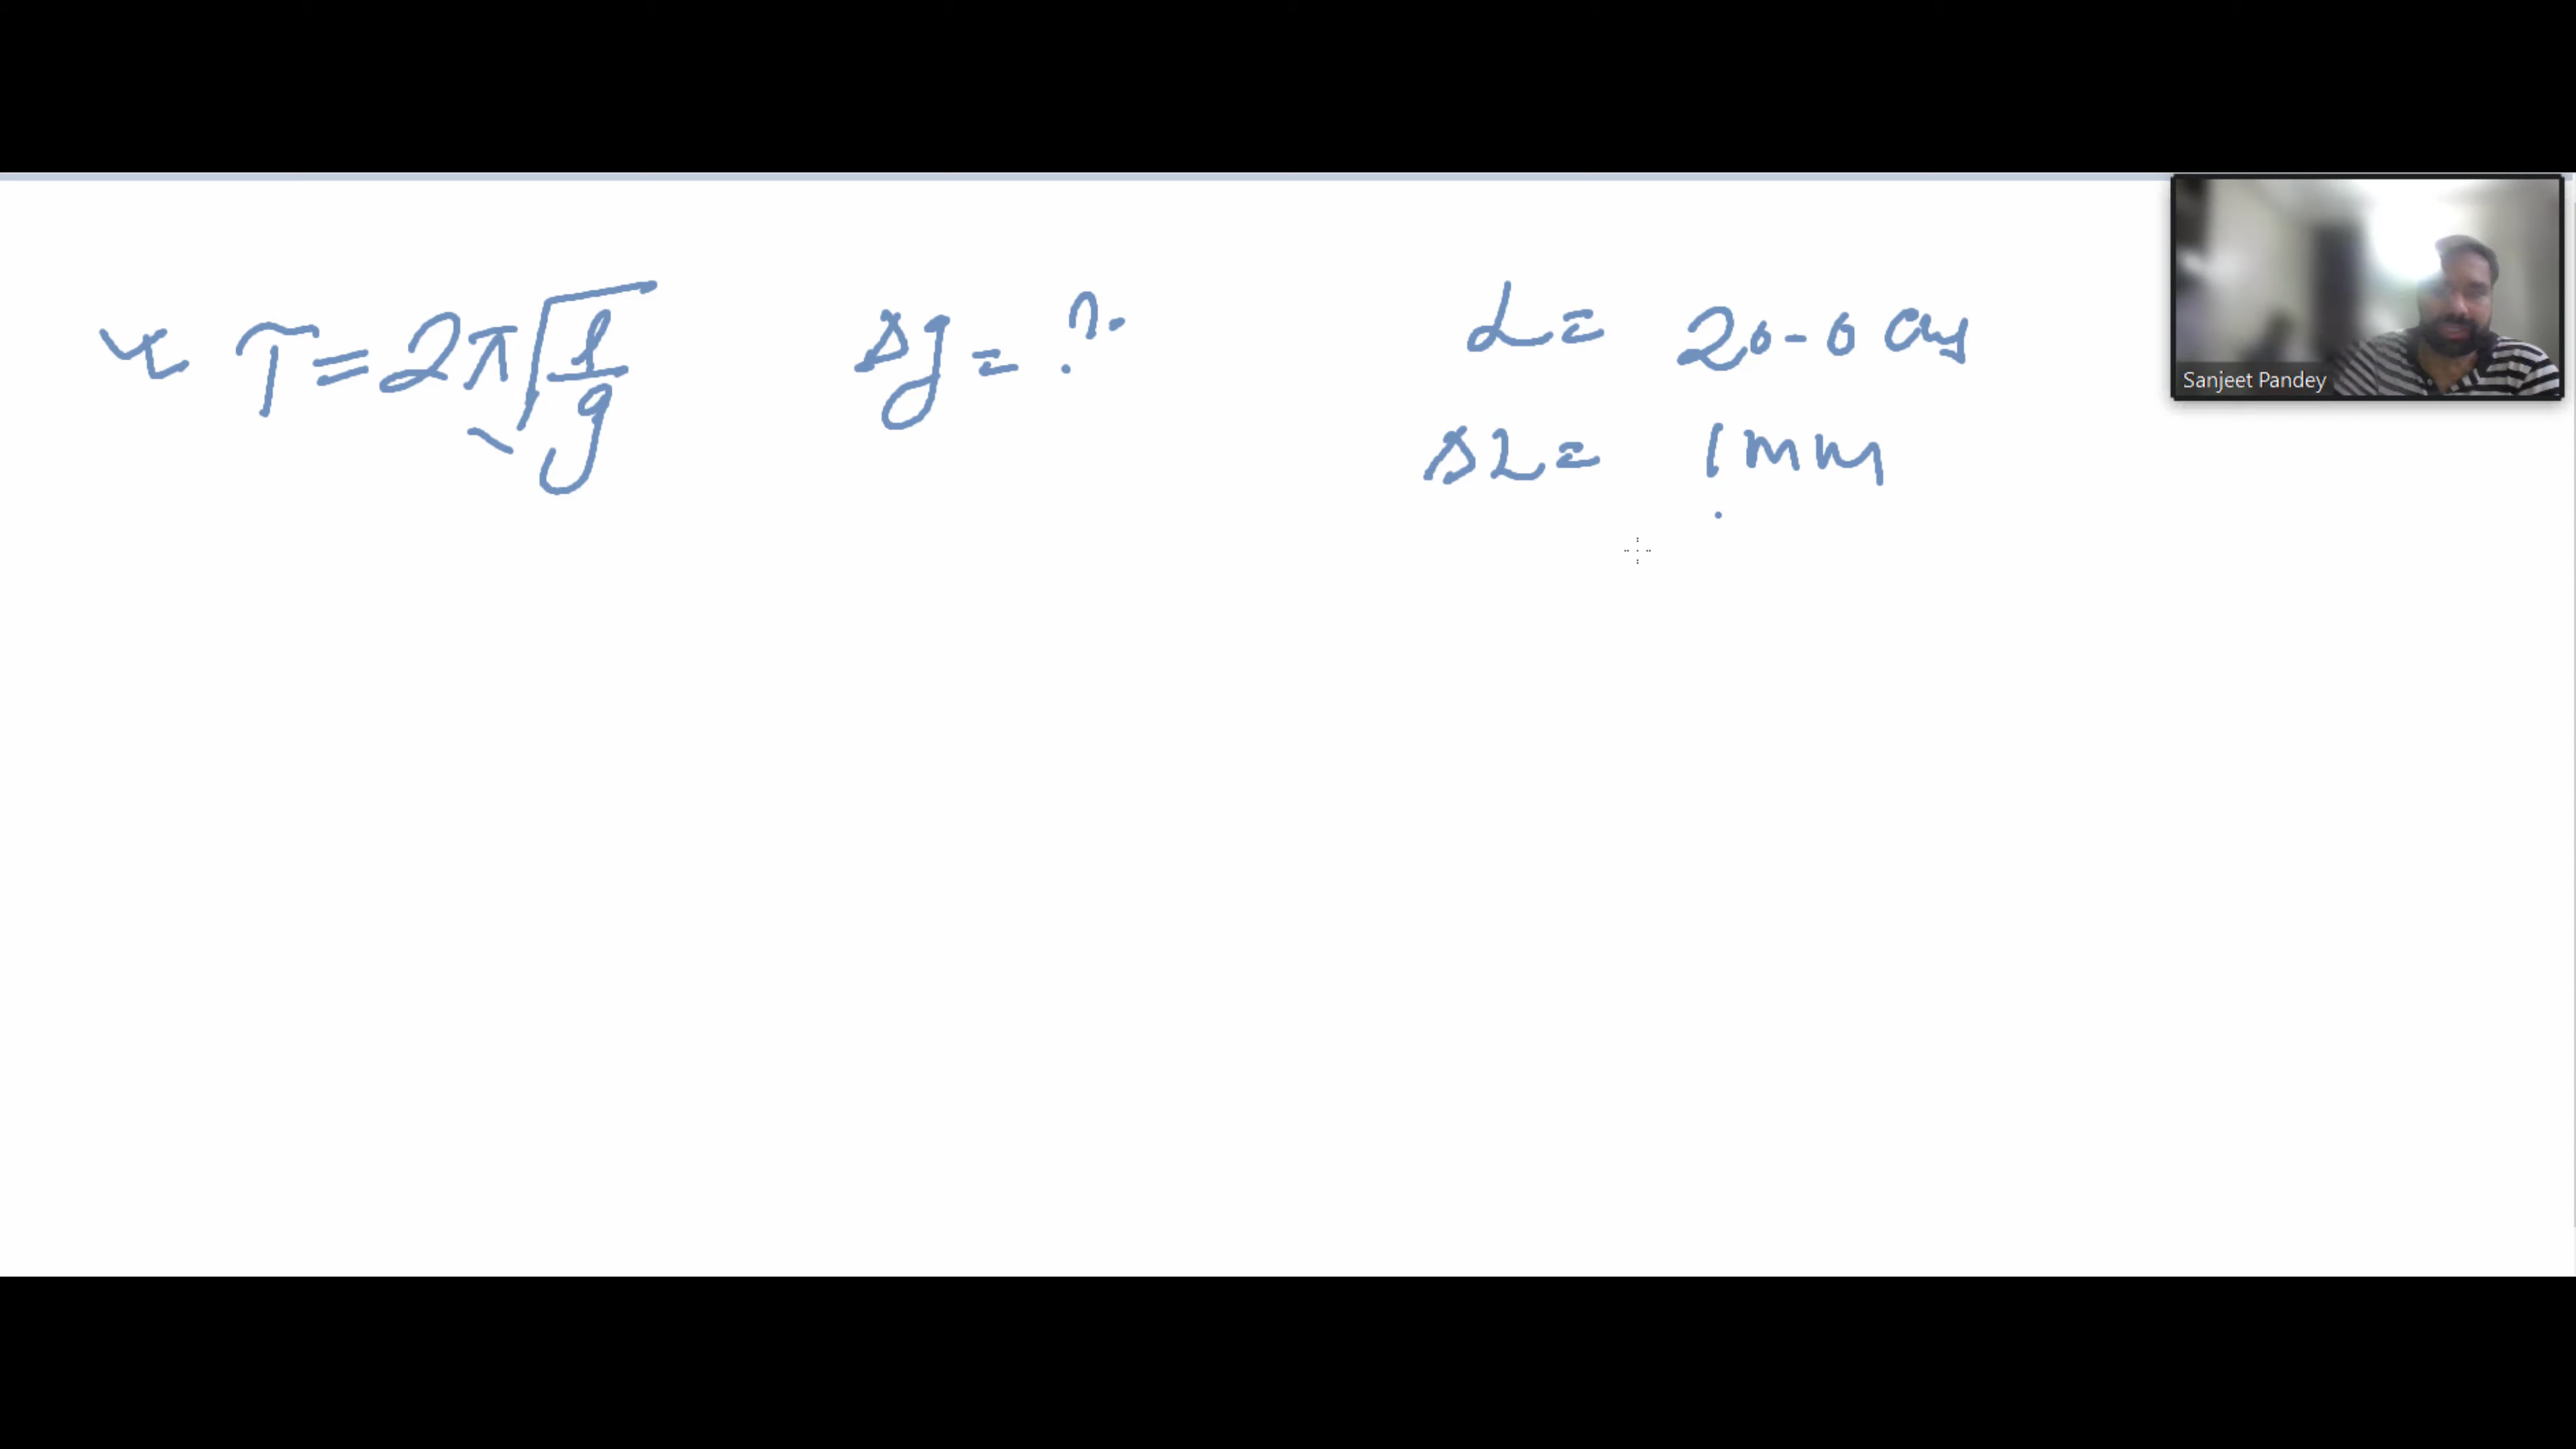 T = 2π√(l/g) Δg = ? L = 20.0 cm
ΔL = 1 mm
Sanjeet Pandey